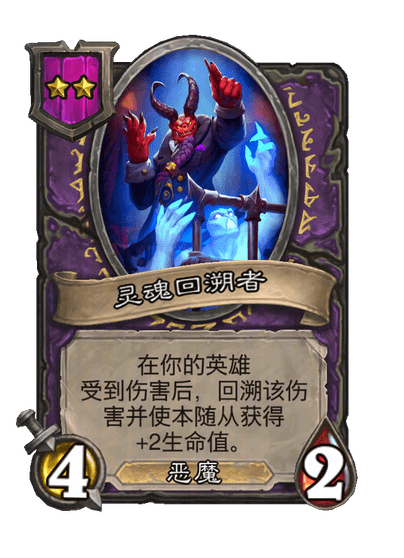 灵魂回溯者
在你的英雄
受到伤害后，回溯该伤
害并使本随从获得
+2生命值。
4
恶魔
2